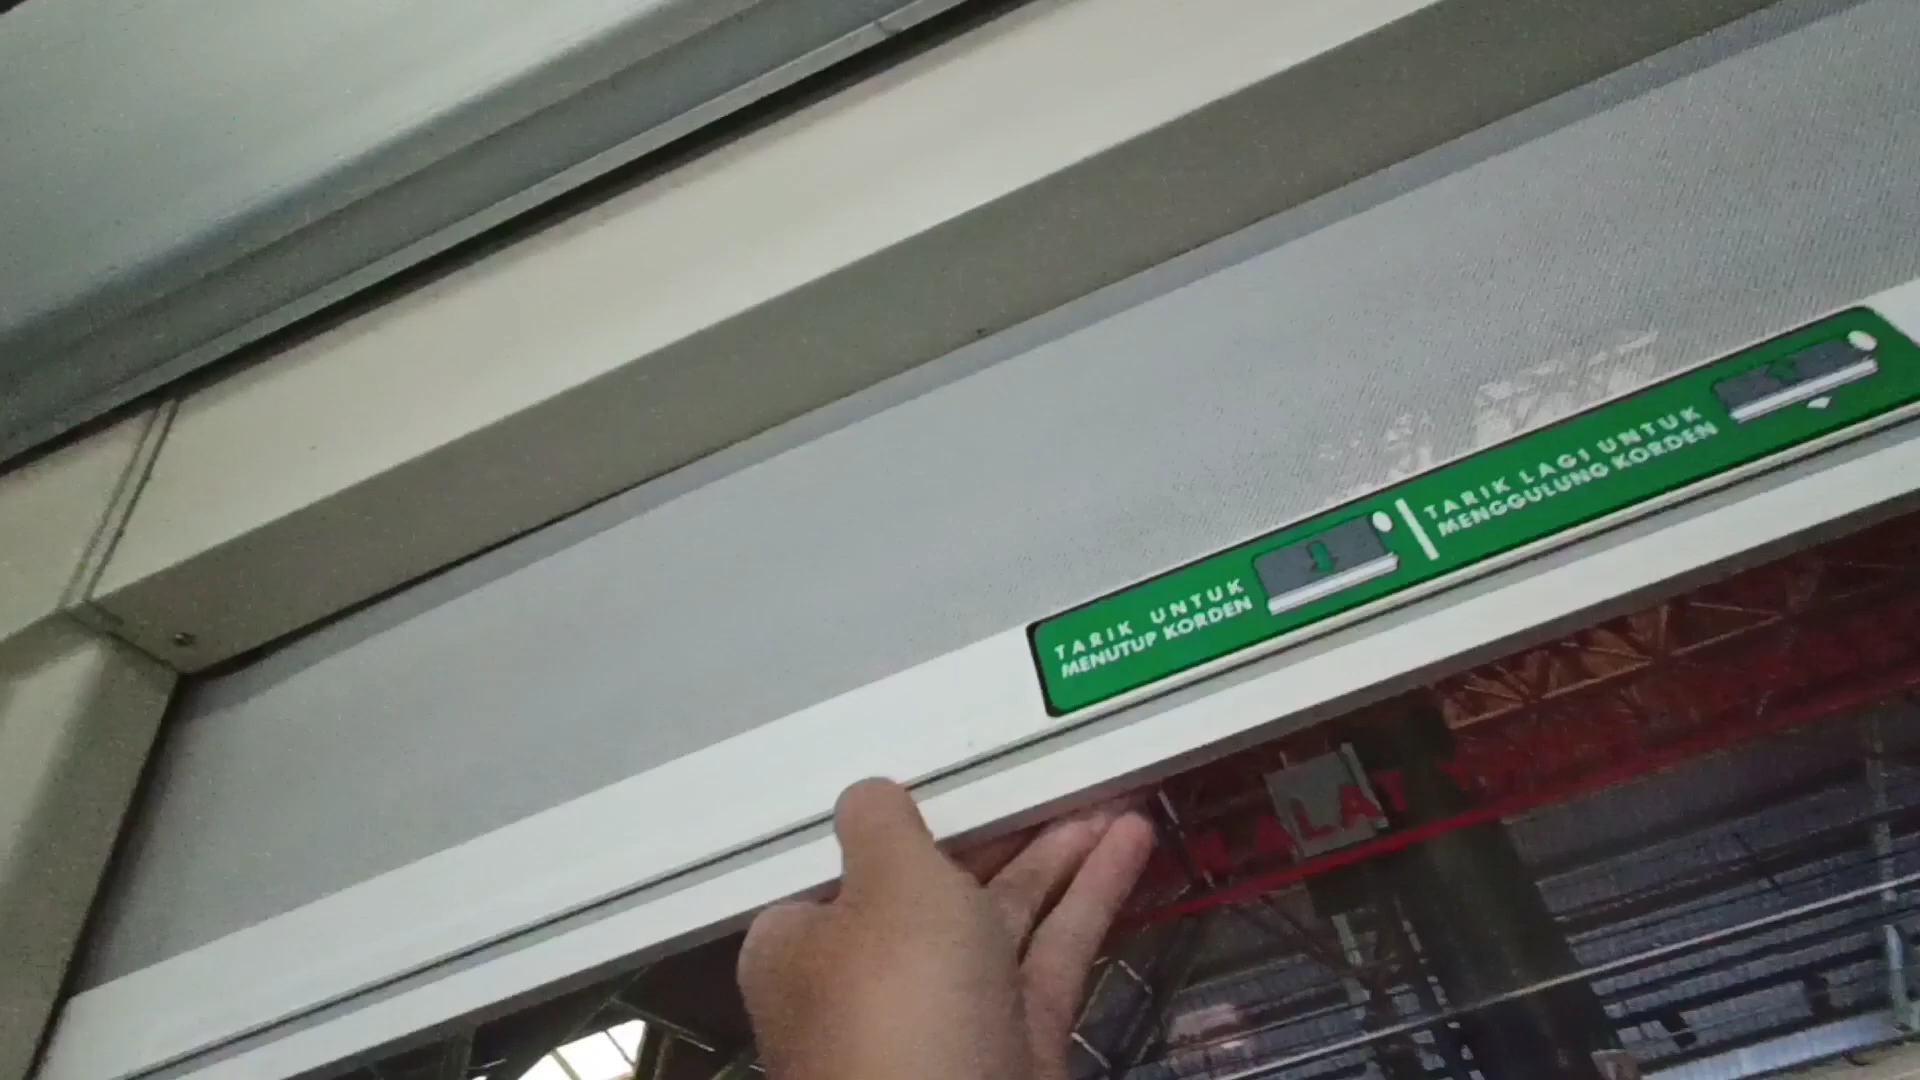 TARIK UNTUK
MENUTUP KORDEN
TARIK LAGI UNTUK
MENGGULUNG KORDEN